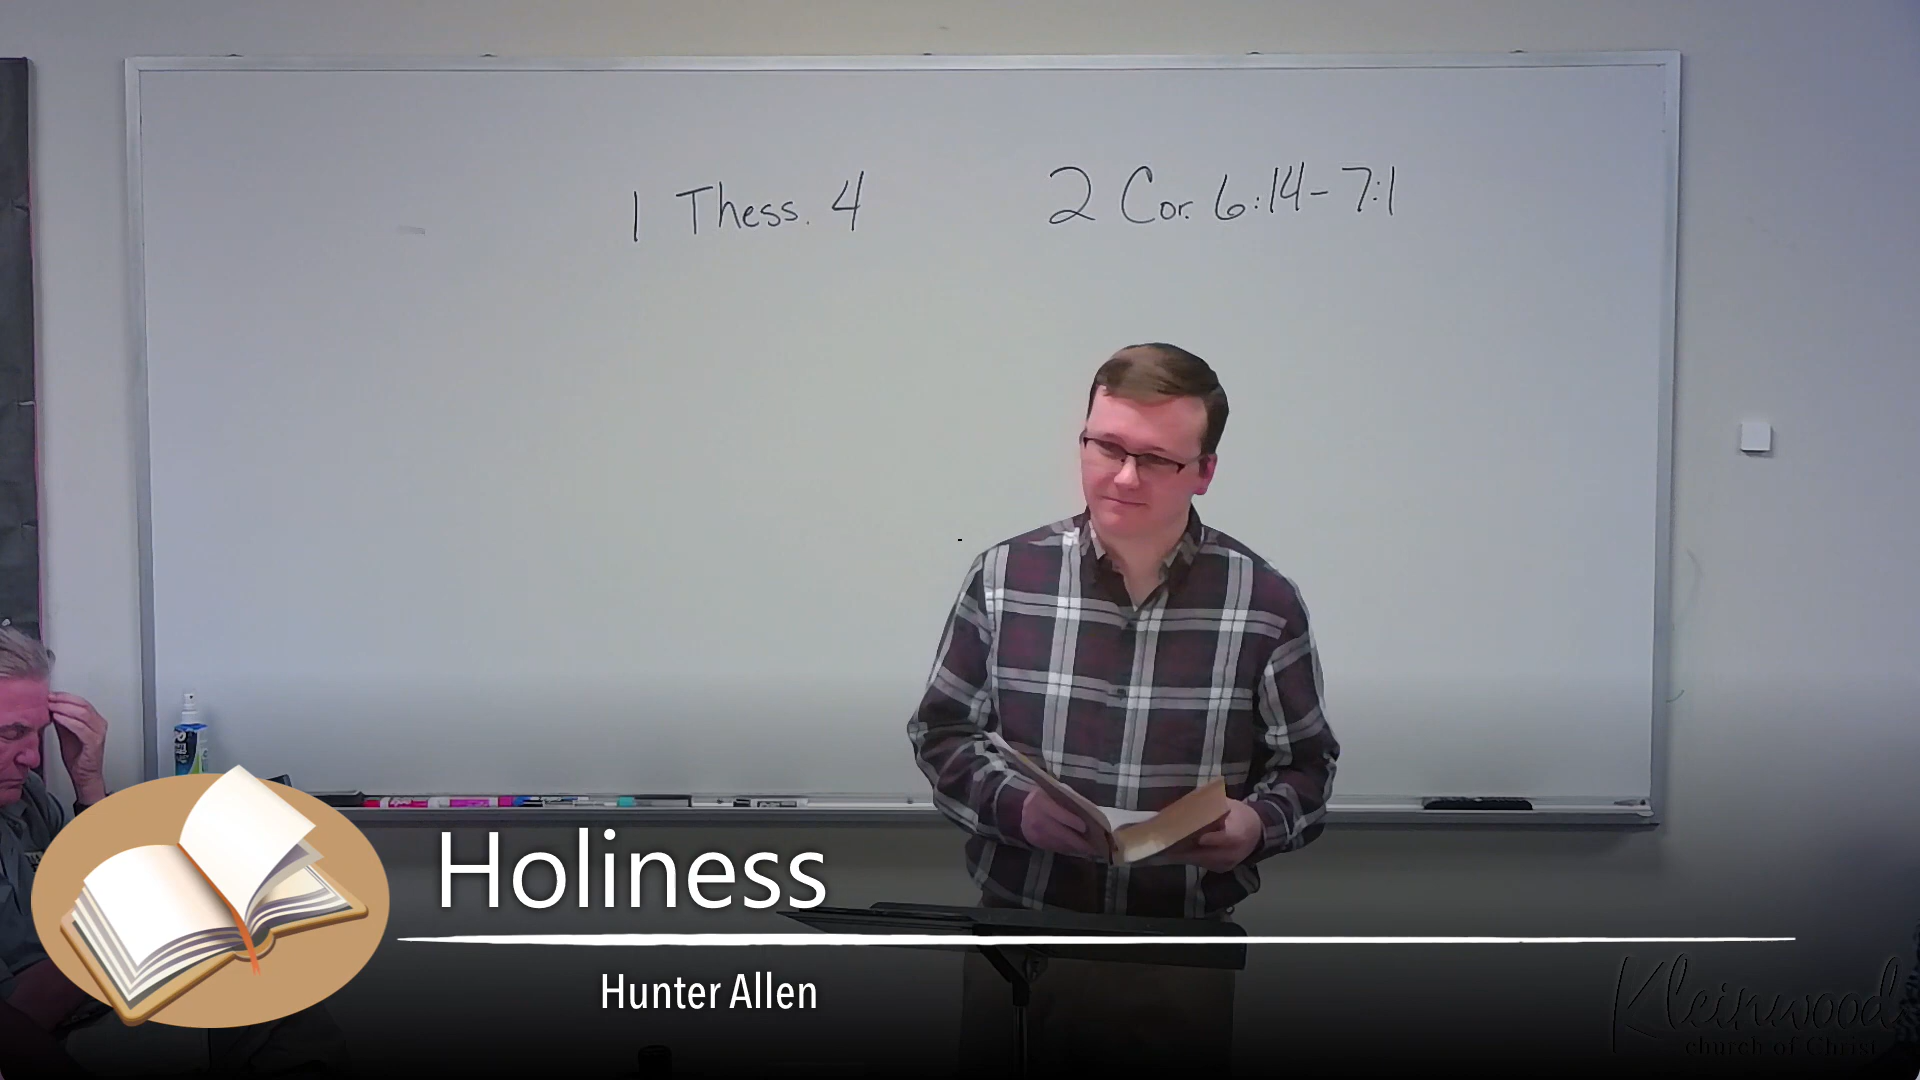 1 Thess. 4
2 Cor. 6:14-7:1
Holiness
Hunter Allen
Kleinwood
church of Christ